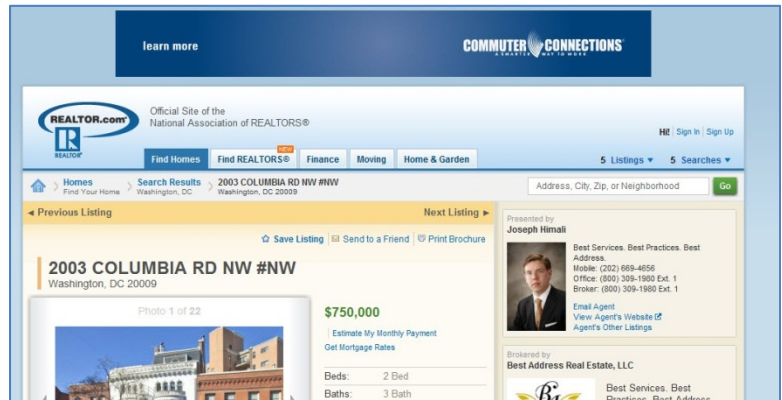 learn more
COMMUTER CONNECTIONS
A SMARTER WAY TO WORK
REALTOR.com®
REALTOR®
Official Site of the
National Association of REALTORS®
Hi! | Sign In | Sign Up
NEW
Find Homes
Find REALTORS®
Finance
Moving
Home & Garden
5 Listings ▼
5 Searches ▼
Homes
Find Your Home
Search Results
Washington, DC
2003 COLUMBIA RD NW #NW
Washington, DC 20009
Address, City, Zip, or Neighborhood
Go
◄ Previous Listing
Next Listing ►
Save Listing | Send to a Friend | Print Brochure
2003 COLUMBIA RD NW #NW
Washington, DC 20009
Photo 1 of 22
$750,000
Estimate My Monthly Payment
Get Mortgage Rates
Beds: 2 Bed
Baths: 3 Bath
Presented by
Joseph Himali
Best Services. Best Practices. Best
Address.
Mobile: (202) 669-4656
Office: (800) 309-1980 Ext. 1
Broker: (800) 309-1980 Ext. 1
Email Agent
View Agent's Website
Agent's Other Listings
Brokered by
Best Address Real Estate, LLC
Best Services. Best
Practices. Best Address